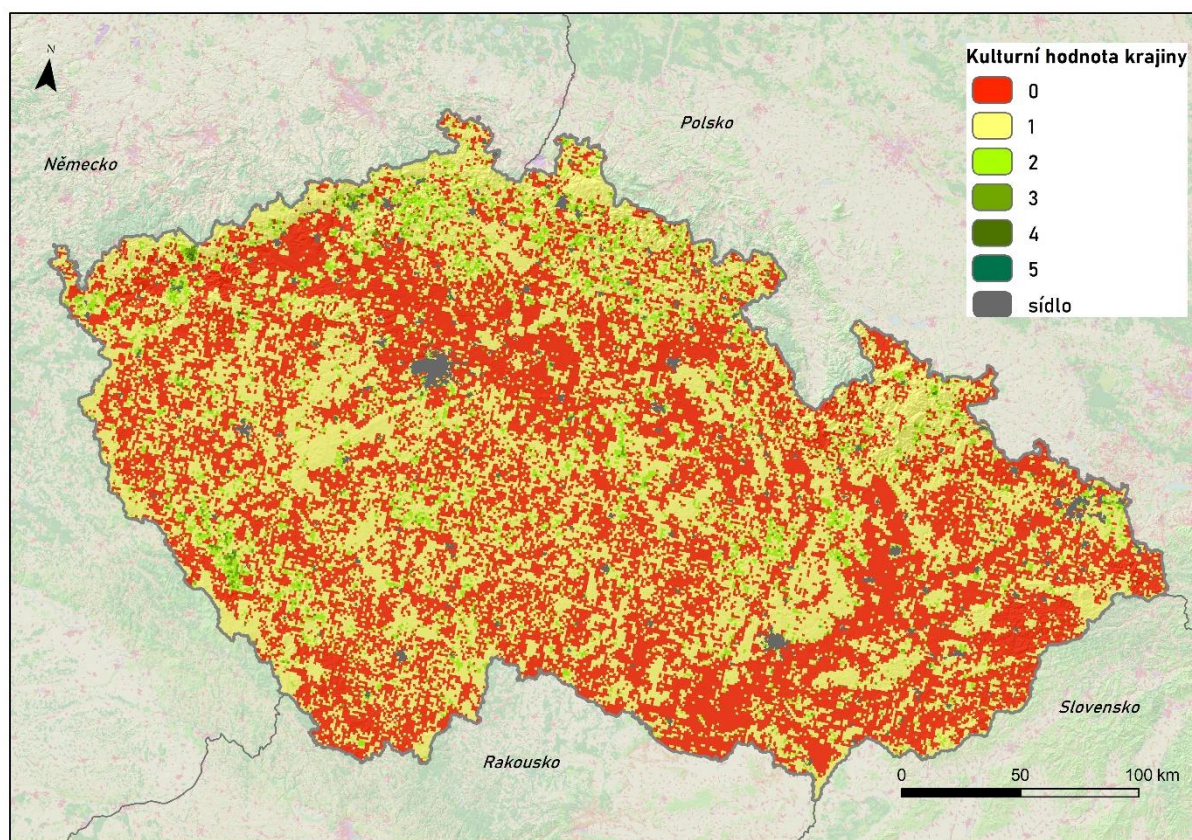 N
Kulturní hodnota krajiny
0
1
2
3
4
5
sídlo
Polsko
Německo
Slovensko
Rakousko
0 50 100 km